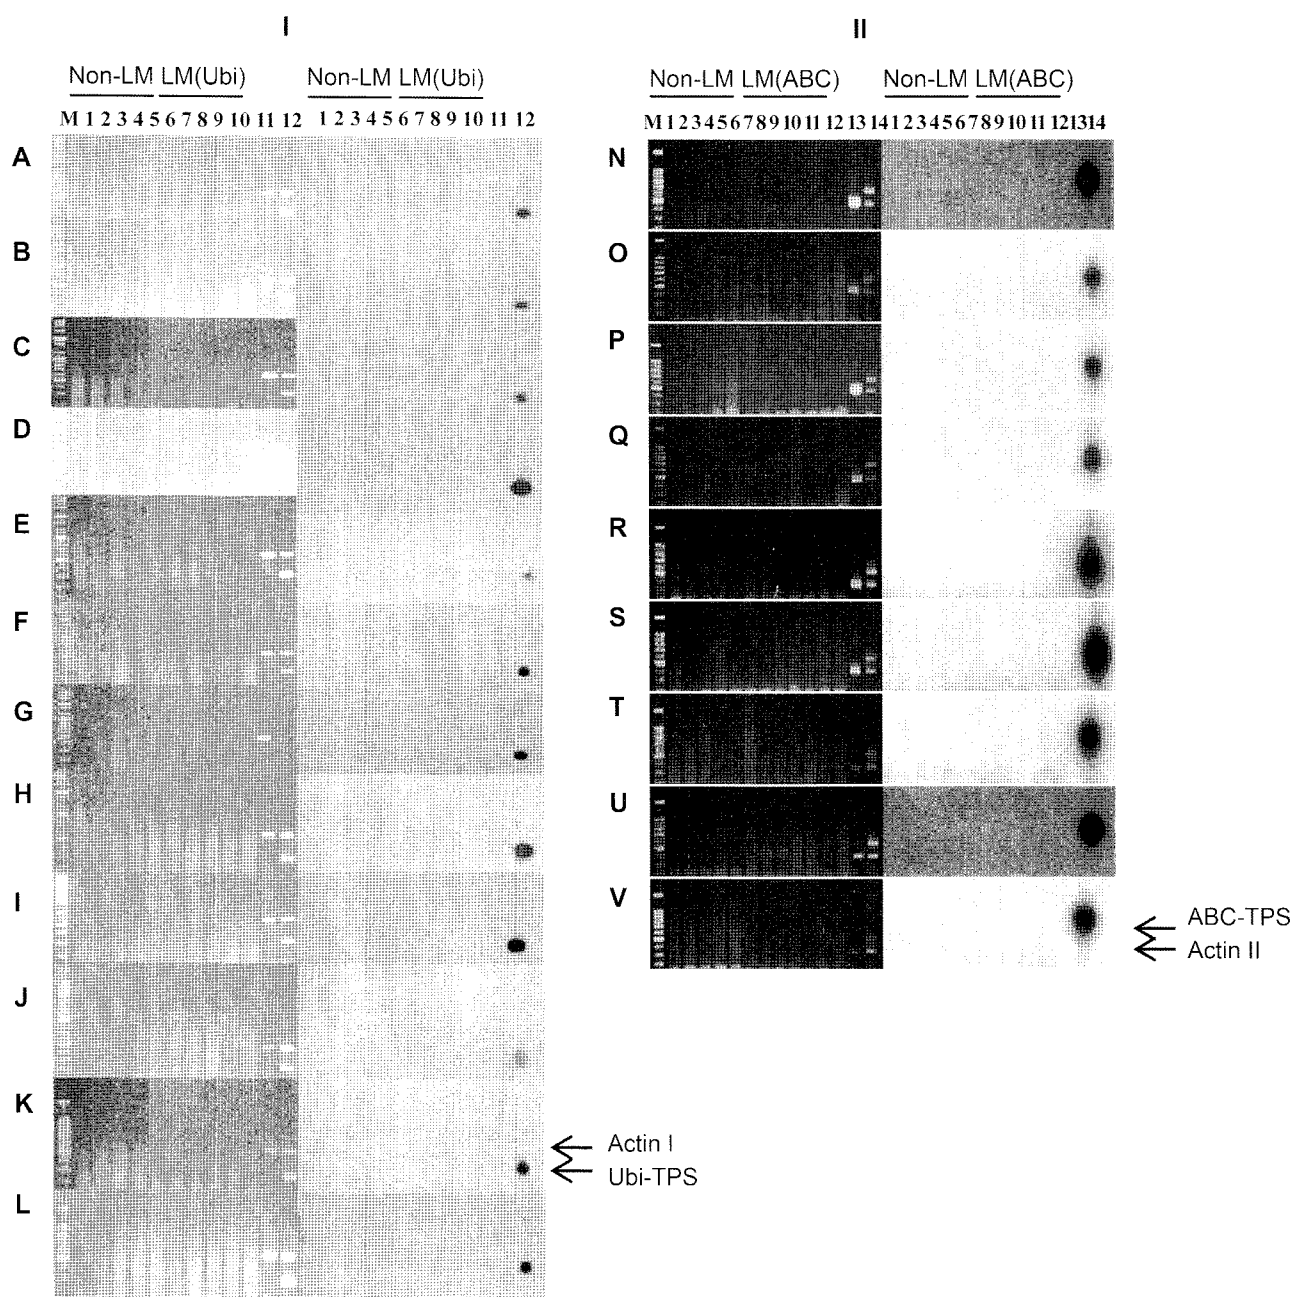 I
II
Non-LM LM(Ubi) Non-LM LM(Ubi)
Non-LM LM(ABC) Non-LM LM(ABC)
M 1 2 3 4 5 6 7 8 9 10 11 12 1 2 3 4 5 6 7 8 9 10 11 12
M 1 2 3 4 5 6 7 8 9 10 11 12 13 14 1 2 3 4 5 6 7 8 9 10 11 12 13 14
A
B
C
D
E
F
G
H
I
J
K
L
Actin I
Ubi-TPS
N
O
P
Q
R
S
T
U
V
ABC-TPS
Actin II